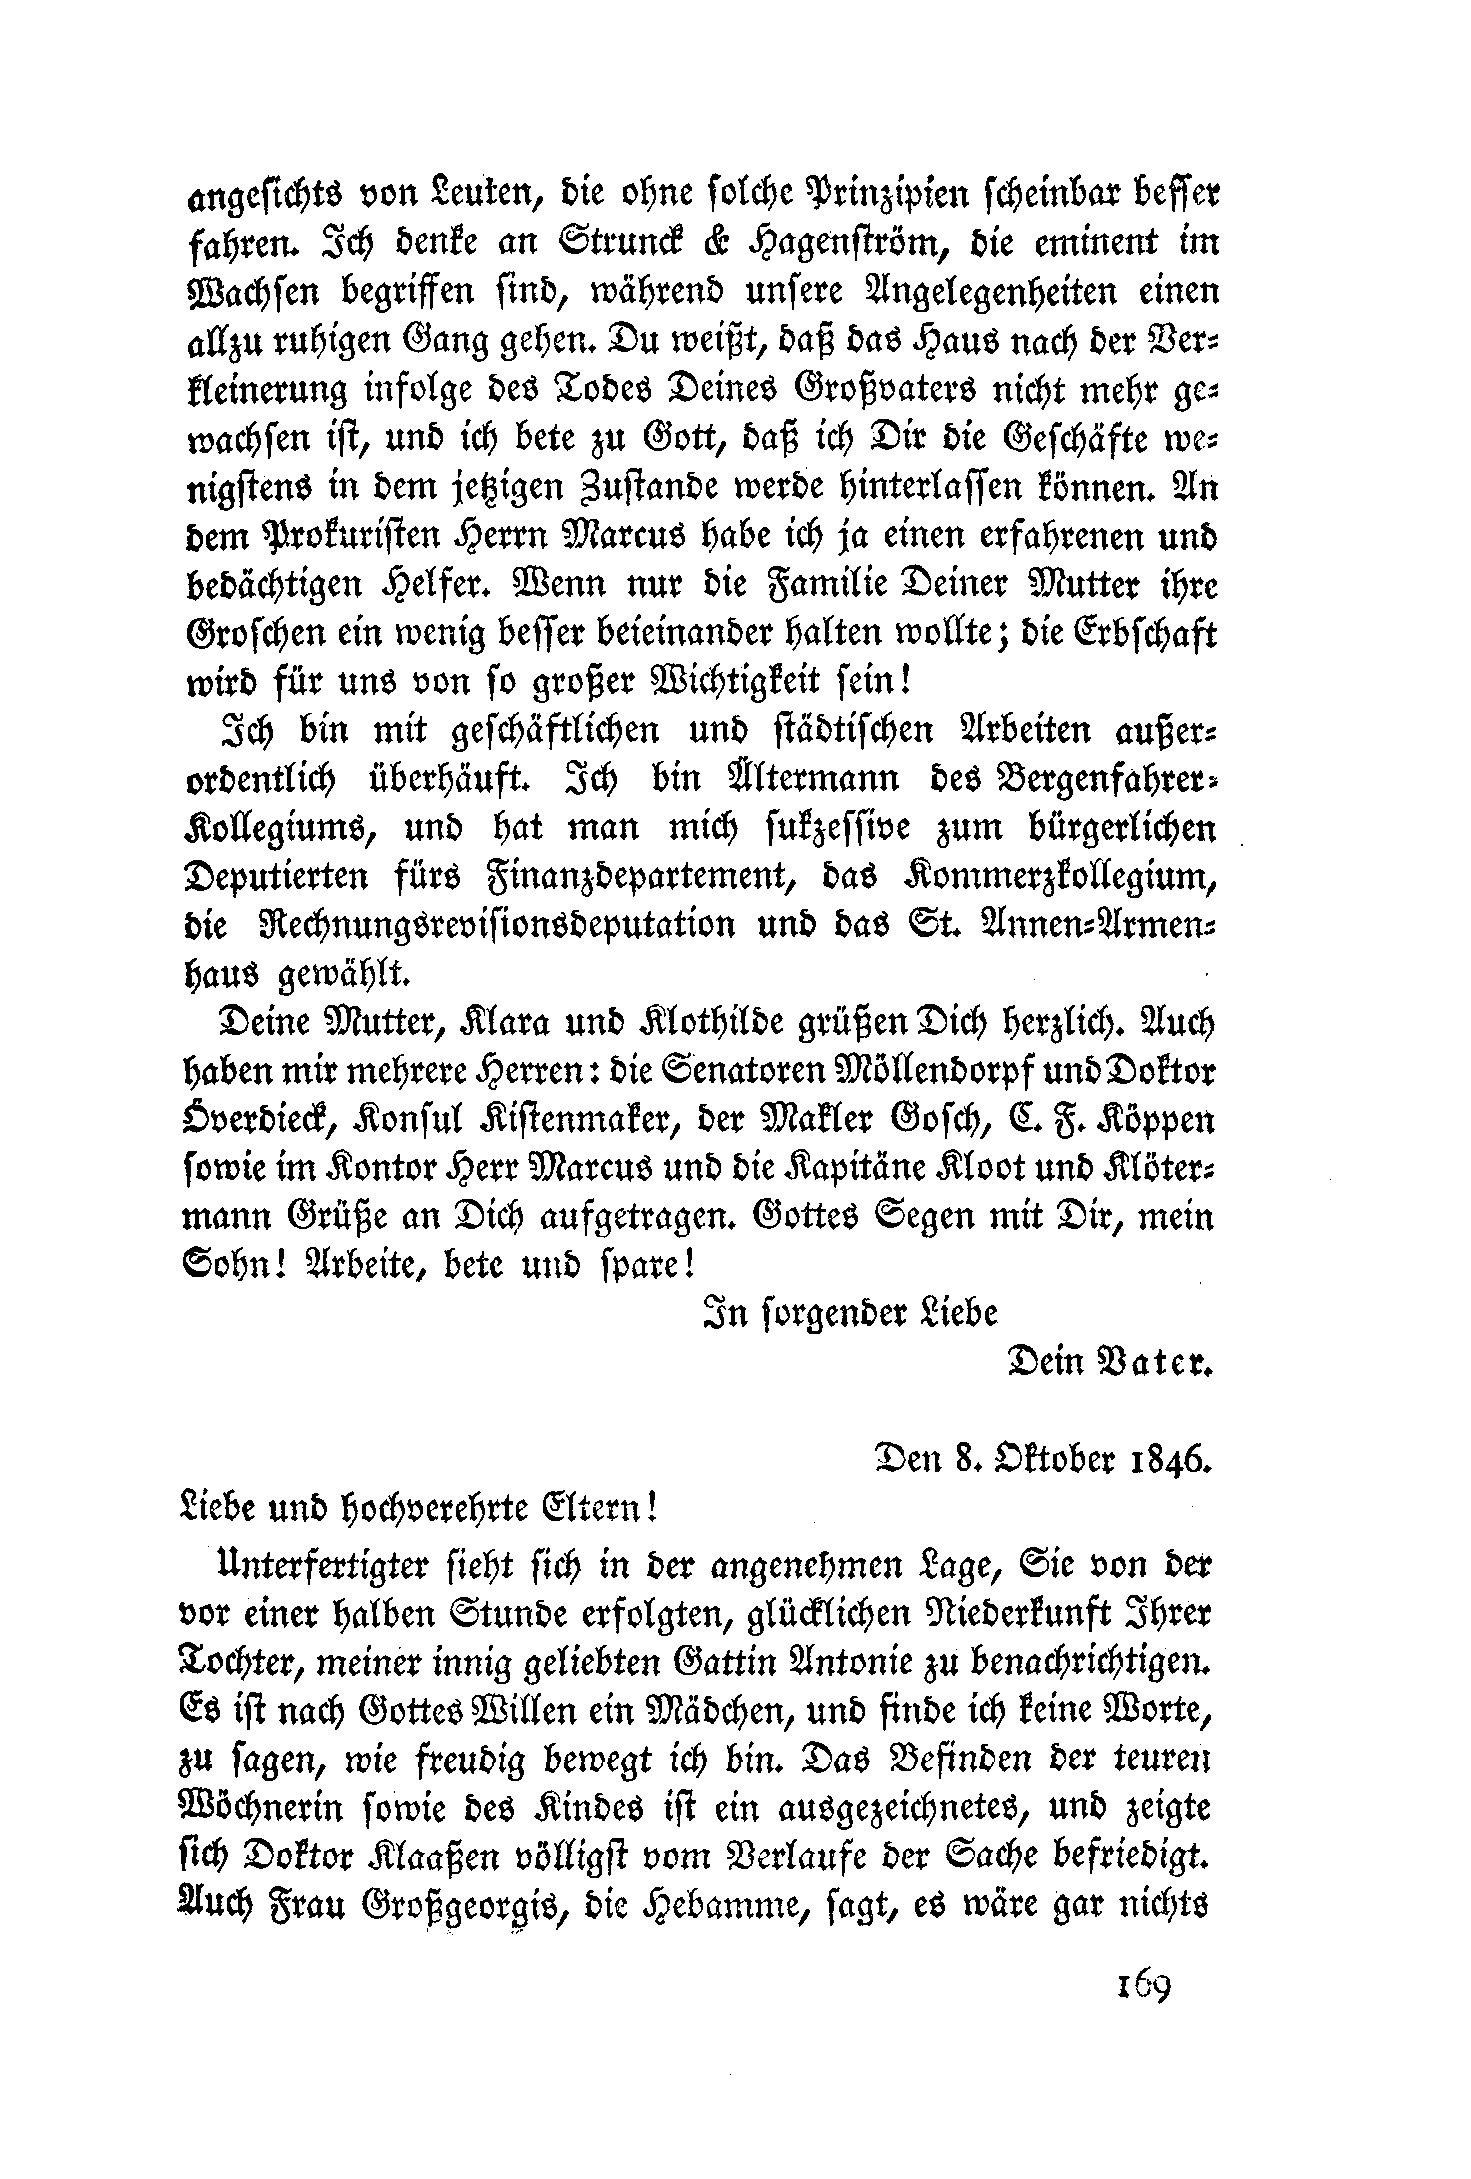 angesichts von Leuten, die ohne solche Prinzipien scheinbar besser
fahren. Ich denke an Strunck & Hagenström, die eminent im
Wachsen begriffen sind, während unsere Angelegenheiten einen
allzu ruhigen Gang gehen. Du weißt, daß das Haus nach der Ver-
kleinerung infolge des Todes Deines Großvaters nicht mehr ge-
wachsen ist, und ich bete zu Gott, daß ich Dir die Geschäfte we-
nigstens in dem jetzigen Zustande werde hinterlassen können. An
dem Prokuristen Herrn Marcus habe ich ja einen erfahrenen und
bedächtigen Helfer. Wenn nur die Familie Deiner Mutter ihre
Groschen ein wenig besser beieinander halten wollte; die Erbschaft
wird für uns von so großer Wichtigkeit sein!
Ich bin mit geschäftlichen und städtischen Arbeiten außer-
ordentlich überhäuft. Ich bin Ältermann des Bergenfahrer-
Kollegiums, und hat man mich sukzessive zum bürgerlichen
Deputierten fürs Finanzdepartement, das Kommerzkollegium,
die Rechnungsrevisionsdeputation und das St. Annen-Armen-
haus gewählt.
Deine Mutter, Klara und Klothilde grüßen Dich herzlich. Auch
haben mir mehrere Herren: die Senatoren Möllendorpf und Doktor
Överdieck, Konsul Kistenmaker, der Makler Gosch, C. F. Köppen
sowie im Kontor Herr Marcus und die Kapitäne Kloot und Klöter-
mann Grüße an Dich aufgetragen. Gottes Segen mit Dir, mein
Sohn! Arbeite, bete und spare!
In sorgender Liebe
Dein Vater.
Den 8. Oktober 1846.
Liebe und hochverehrte Eltern!
Unterfertigter sieht sich in der angenehmen Lage, Sie von der
vor einer halben Stunde erfolgten, glücklichen Niederkunft Ihrer
Tochter, meiner innig geliebten Gattin Antonie zu benachrichtigen.
Es ist nach Gottes Willen ein Mädchen, und finde ich keine Worte,
zu sagen, wie freudig bewegt ich bin. Das Befinden der teuren
Wöchnerin sowie des Kindes ist ein ausgezeichnetes, und zeigte
sich Doktor Klaaßen völligst vom Verlaufe der Sache befriedigt.
Auch Frau Großgeorgis, die Hebamme, sagt, es wäre gar nichts
169